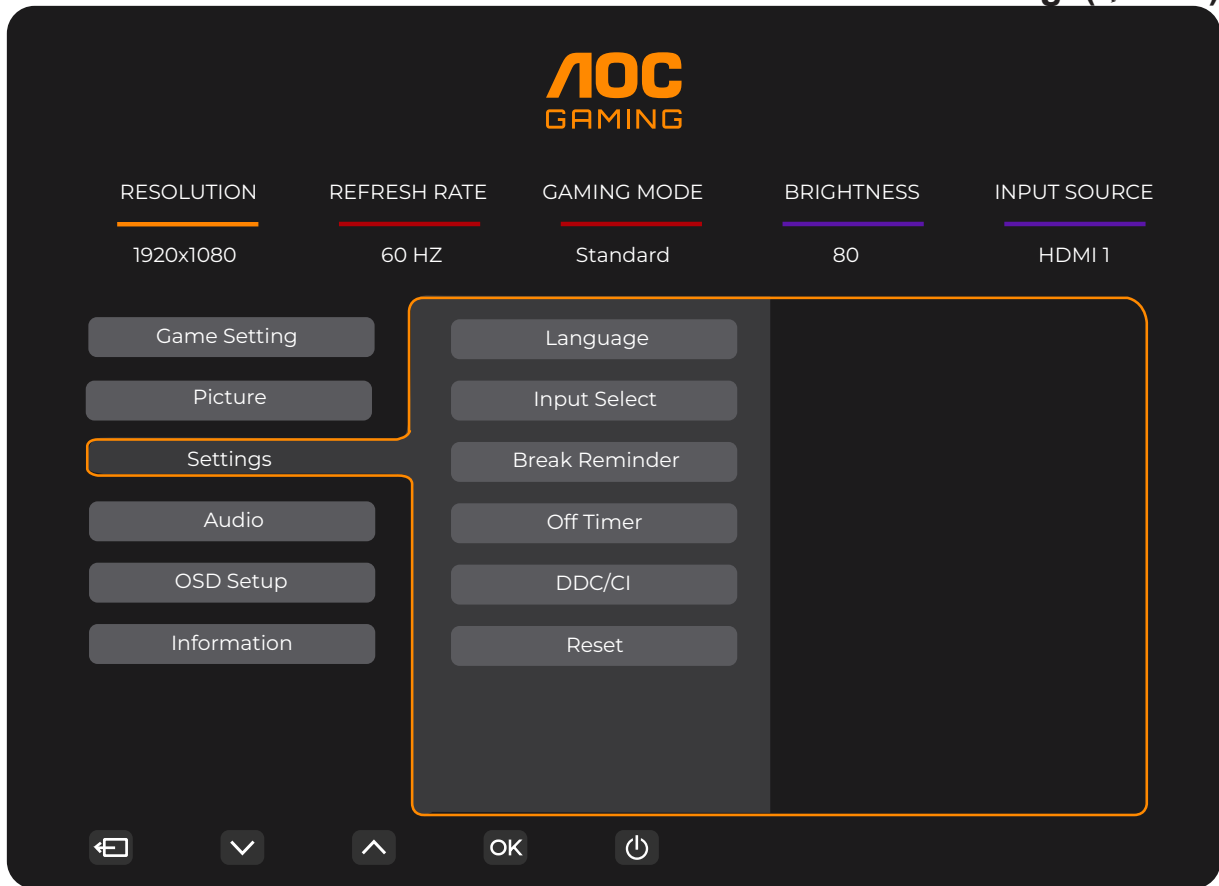 AOC
GAMING
RESOLUTION REFRESH RATE GAMING MODE BRIGHTNESS INPUT SOURCE
1920x1080 60 HZ Standard 80 HDMI 1
Game Setting Language
Picture Input Select
Settings Break Reminder
Audio Off Timer
OSD Setup DDC/CI
Information Reset
OK